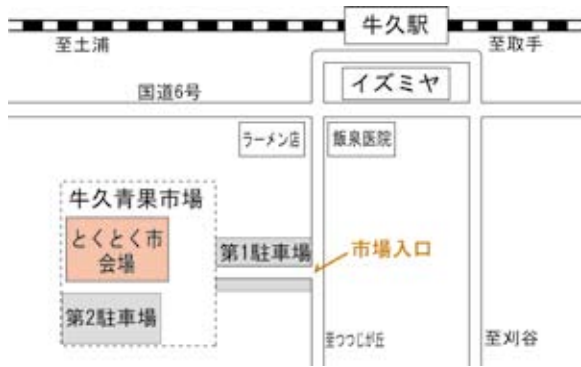 牛久駅
至土浦
至取手
イズミヤ
国道6号
ラーメン店
飯泉医院
牛久青果市場
とくとく市
会場
第1駐車場
市場入口
第2駐車場
至つつじが丘
至刈谷